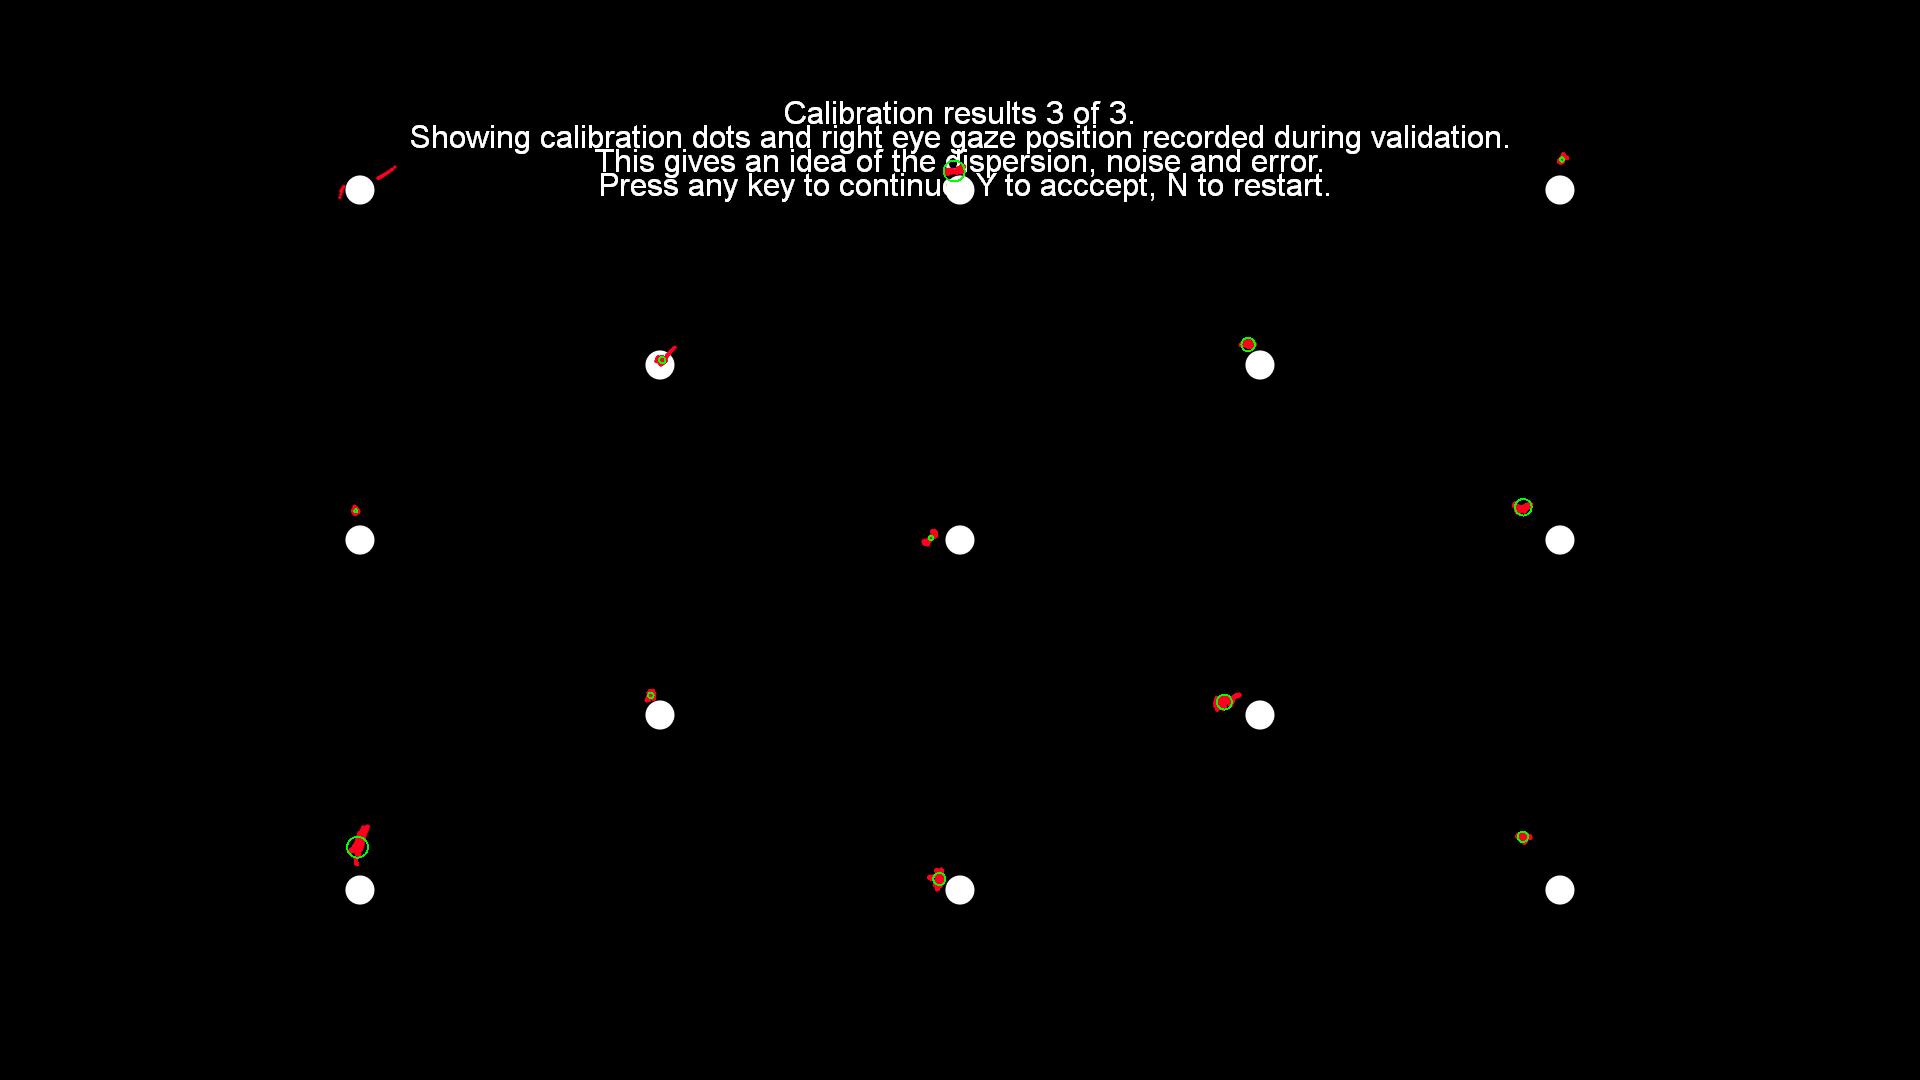 Calibration results 3 of 3.
Showing calibration dots and right eye gaze position recorded during validation.
This gives an idea of the dispersion, noise and error.
Press any key to continue, Y to acccept, N to restart.